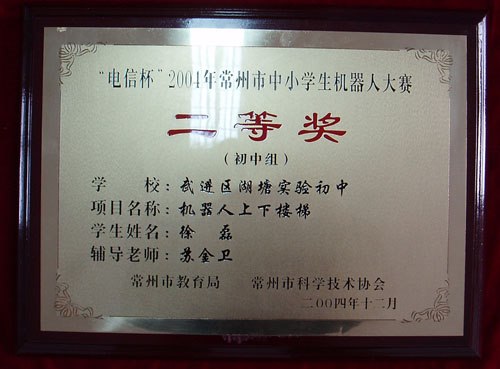 “电信杯”2004年常州市中小学生机器人大赛
二等奖
（初中组）
学　校：武进区湖塘实验初中
项目名称：机器人上下楼梯
学生姓名：徐　磊
辅导老师：苏金卫
常州市教育局　常州市科学技术协会
二00四年十二月